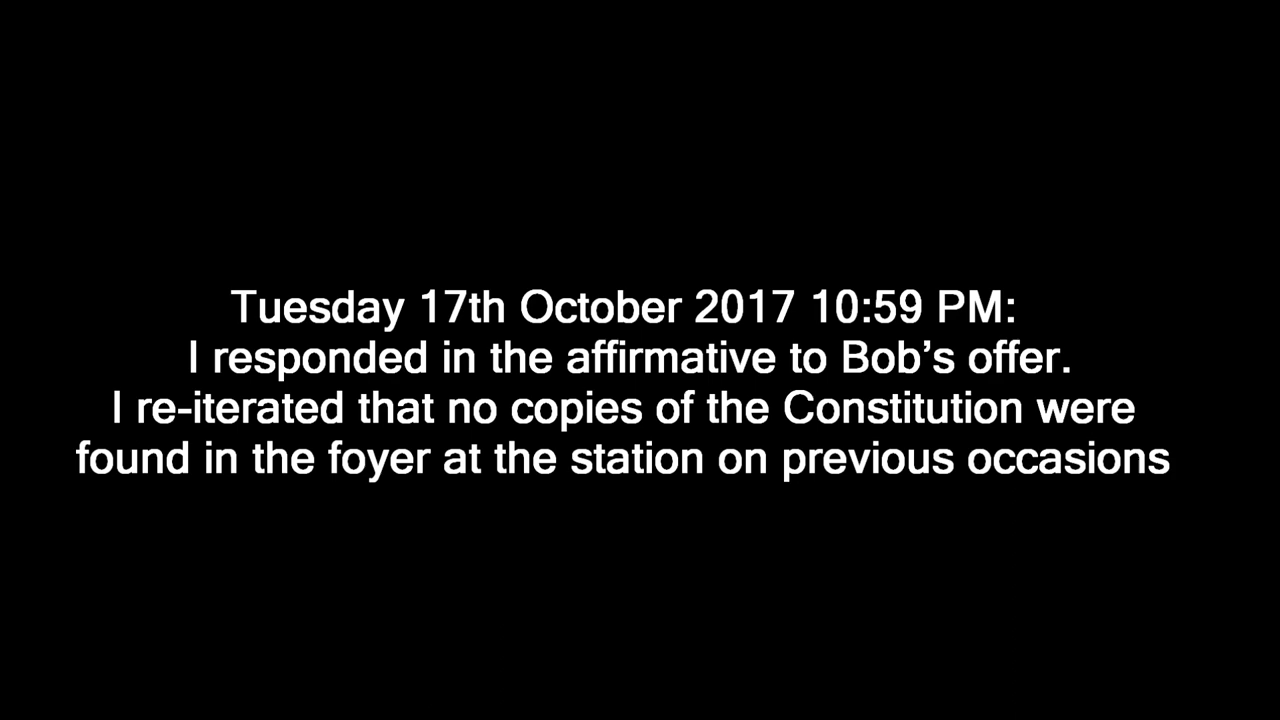 Tuesday 17th October 2017 10:59 PM:
I responded in the affirmative to Bob’s offer.
I re-iterated that no copies of the Constitution were
found in the foyer at the station on previous occasions